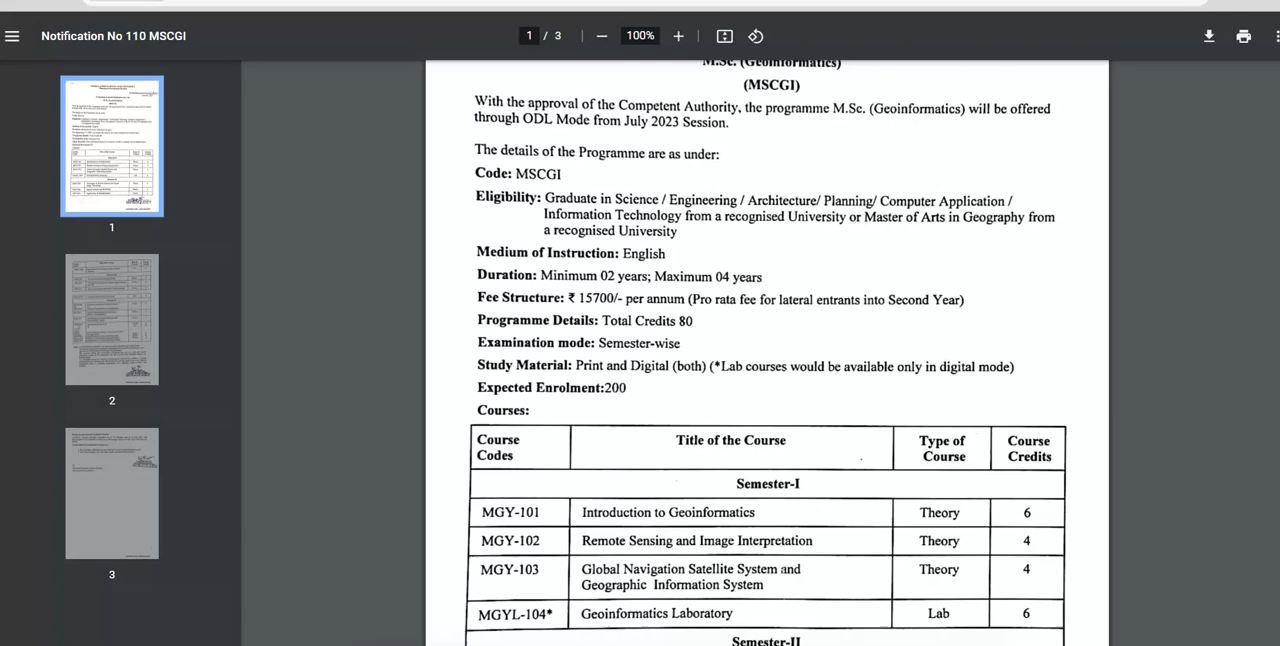 Notification No 110 MSCGI
1 / 3
100%
1
2
3
M.Sc. (Geoinformatics)
(MSCGI)
With the approval of the Competent Authority, the programme M.Sc. (Geoinformatics) will be offered
through ODL Mode from July 2023 Session.
The details of the Programme are as under:
Code: MSCGI
Eligibility: Graduate in Science / Engineering / Architecture/ Planning/ Computer Application /
Information Technology from a recognised University or Master of Arts in Geography from
a recognised University
Medium of Instruction: English
Duration: Minimum 02 years; Maximum 04 years
Fee Structure: ₹ 15700/- per annum (Pro rata fee for lateral entrants into Second Year)
Programme Details: Total Credits 80
Examination mode: Semester-wise
Study Material: Print and Digital (both) (*Lab courses would be available only in digital mode)
Expected Enrolment:200
Courses:
Course Codes Title of the Course Type of Course Course Credits
Semester-I
MGY-101 Introduction to Geoinformatics Theory 6
MGY-102 Remote Sensing and Image Interpretation Theory 4
MGY-103 Global Navigation Satellite System and Geographic Information System Theory 4
MGYL-104* Geoinformatics Laboratory Lab 6
Semester-II